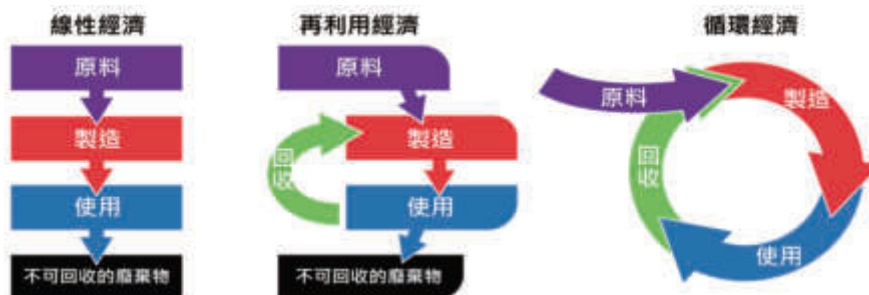 線性經濟
原料
製造
使用
不可回收的廢棄物
再利用經濟
原料
製造
回收
使用
不可回收的廢棄物
循環經濟
原料
製造
使用
回收